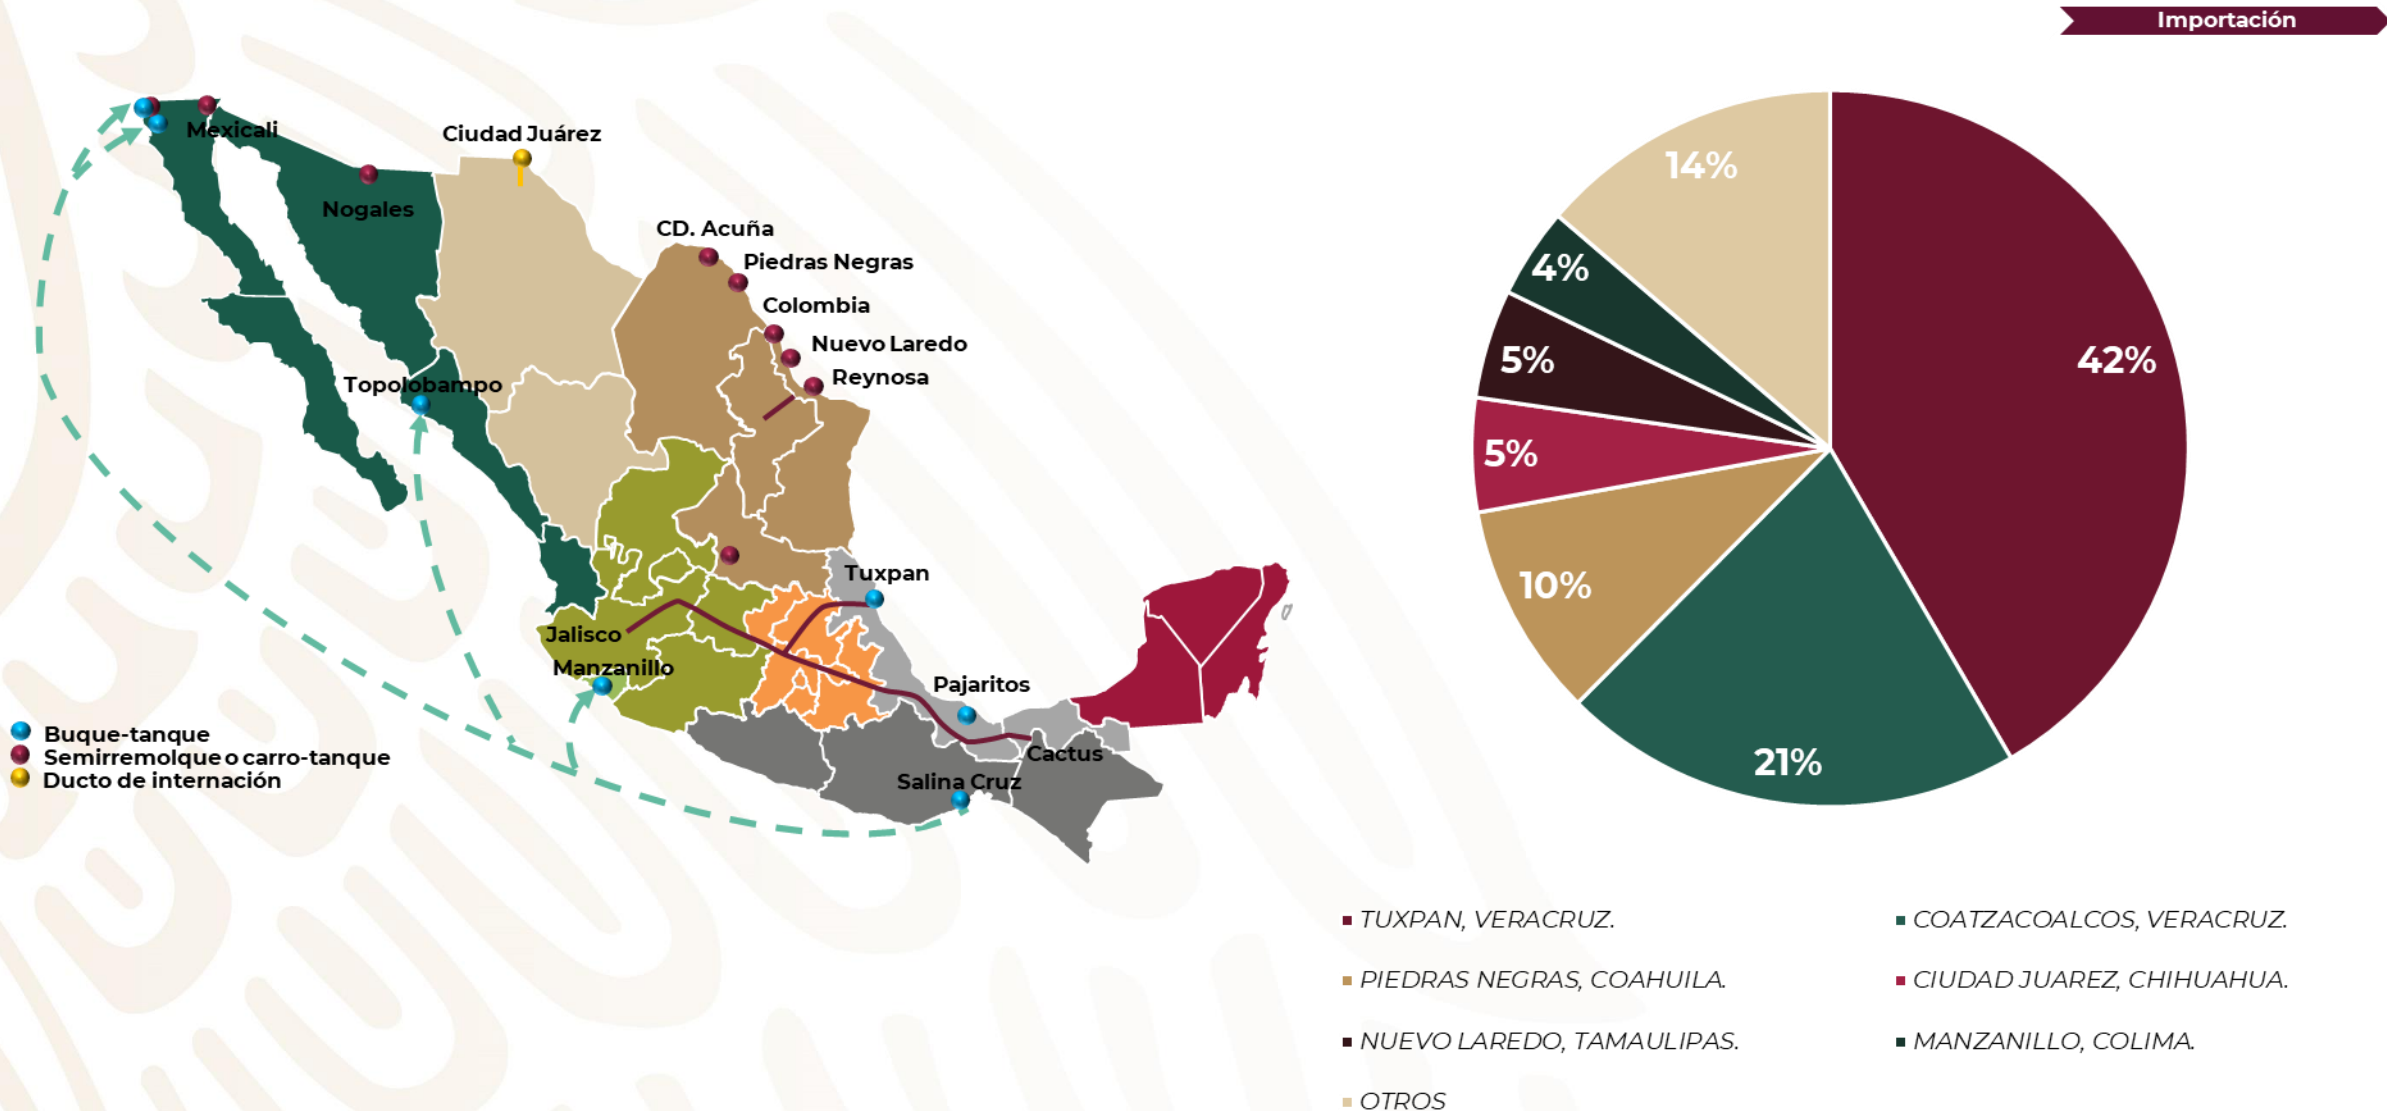 Importación
Mexicali
Ciudad Juárez
Nogales
CD. Acuña
Piedras Negras
Colombia
Nuevo Laredo
Reynosa
Topolobampo
Tuxpan
Jalisco
Manzanillo
Pajaritos
Cactus
Salina Cruz
Buque-tanque
Semirremolque o carro-tanque
Ducto de internación
14%
42%
4%
5%
5%
10%
21%
TUXPAN, VERACRUZ.
COATZACOALCOS, VERACRUZ.
PIEDRAS NEGRAS, COAHUILA.
CIUDAD JUAREZ, CHIHUAHUA.
NUEVO LAREDO, TAMAULIPAS.
MANZANILLO, COLIMA.
OTROS